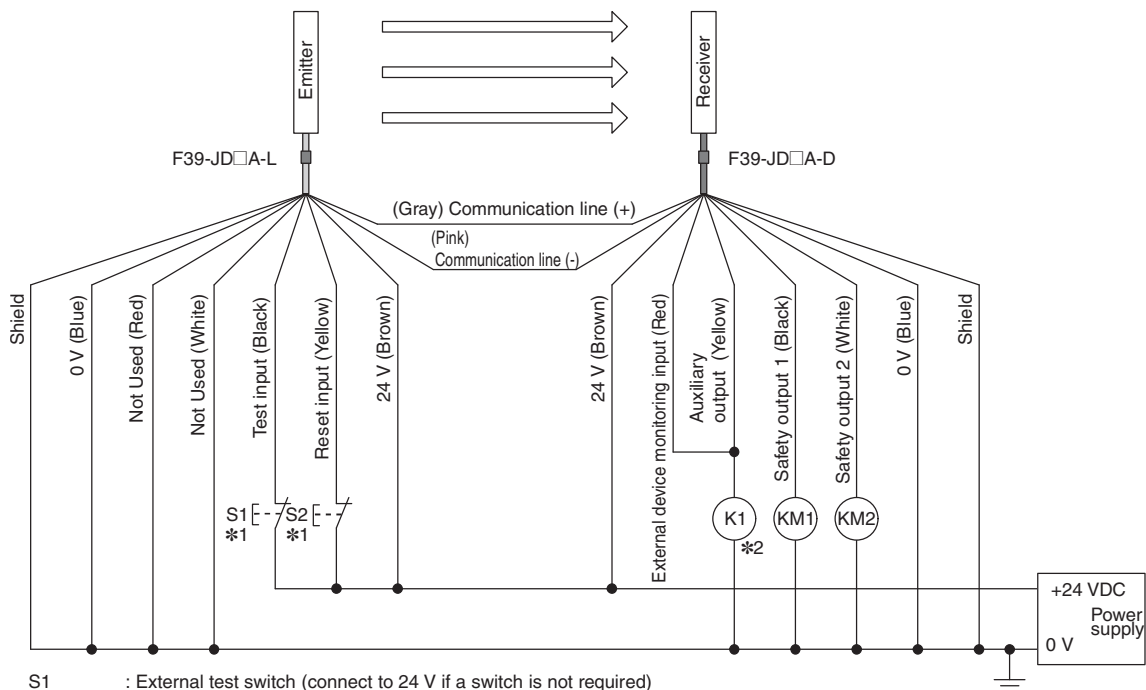 Emitter
Receiver
F39-JD□A-L
F39-JD□A-D
(Gray) Communication line (+)
(Pink)
Communication line (-)
Shield
0 V (Blue)
Not Used (Red)
Not Used (White)
Test input (Black)
Reset input (Yellow)
24 V (Brown)
24 V (Brown)
External device monitoring input (Red)
Auxiliary
output (Yellow)
Safety output 1 (Black)
Safety output 2 (White)
0 V (Blue)
Shield
S1
*1
S2
*1
K1
*2
KM1
KM2
+24 VDC
Power
supply
0 V
S1 : External test switch (connect to 24 V if a switch is not required)